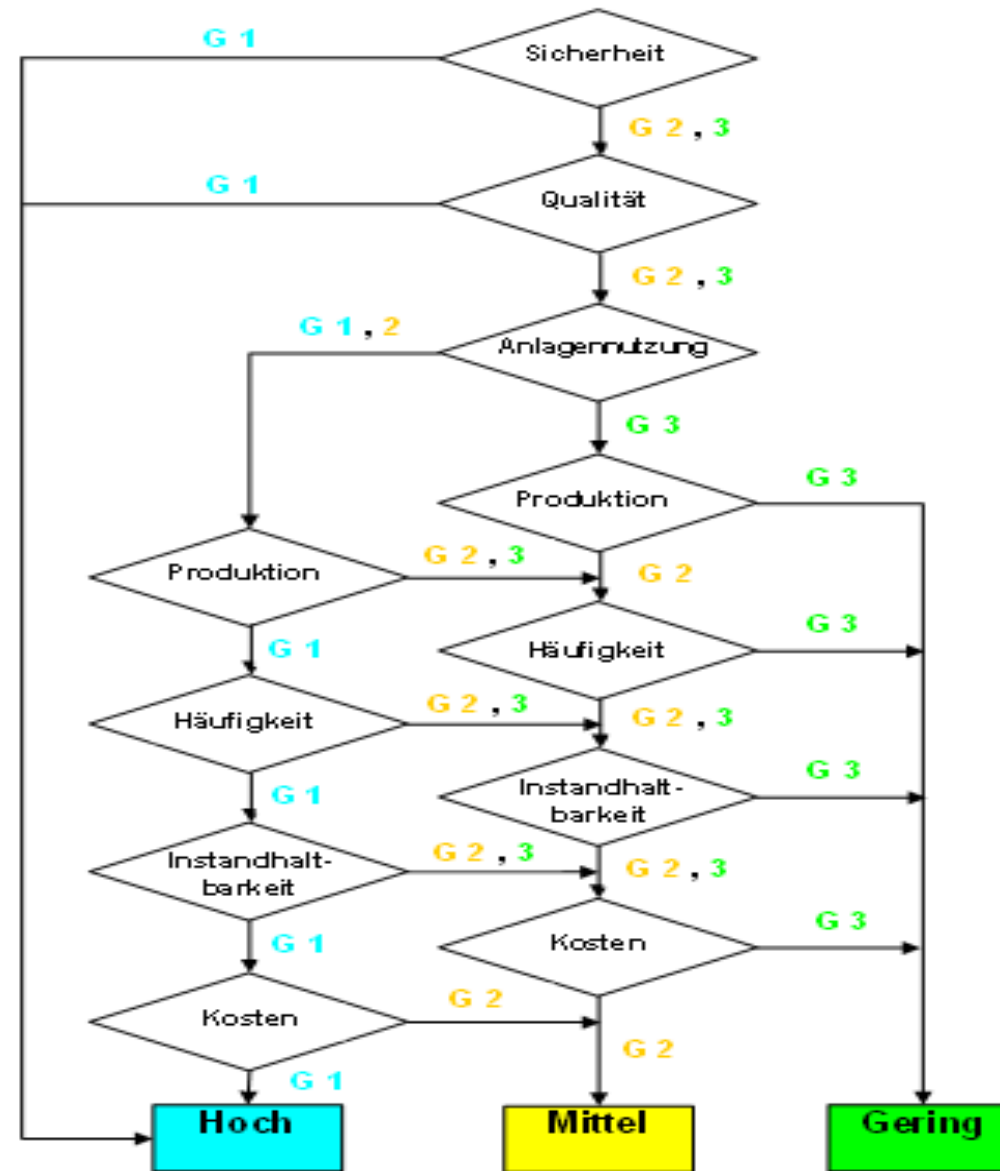 G 1
Sicherheit
G 2 , 3
G 1
Qualität
G 2 , 3
G 1 , 2
Anlagennutzung
G 3
Produktion
G 3
Produktion
G 2 , 3
G 2
G 1
Häufigkeit
G 3
Häufigkeit
G 2 , 3
G 2 , 3
G 1
Instandhalt-
barkeit
G 3
Instandhalt-
barkeit
G 2 , 3
G 2 , 3
G 1
Kosten
G 3
Kosten
G 2
G 2
G 1
Hoch
Mittel
Gering